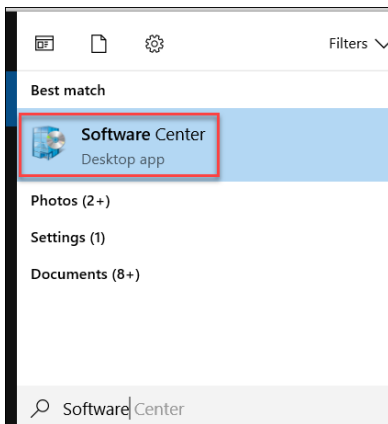 Filters
Best match
Software Center
Desktop app
Photos (2+)
Settings (1)
Documents (8+)
Software Center